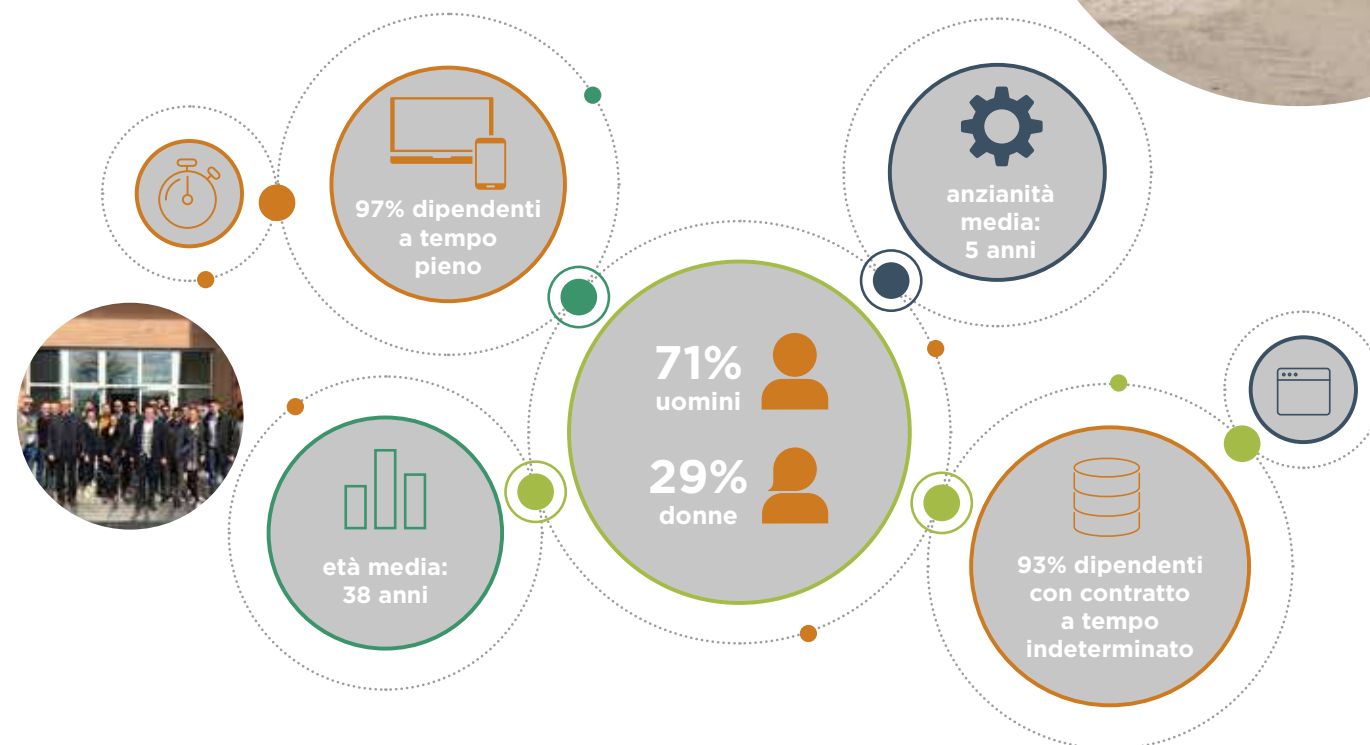 97% dipendenti
a tempo
pieno
anzianità
media:
5 anni
71%
uomini
29%
donne
età media:
38 anni
93% dipendenti
con contratto
a tempo
indeterminato